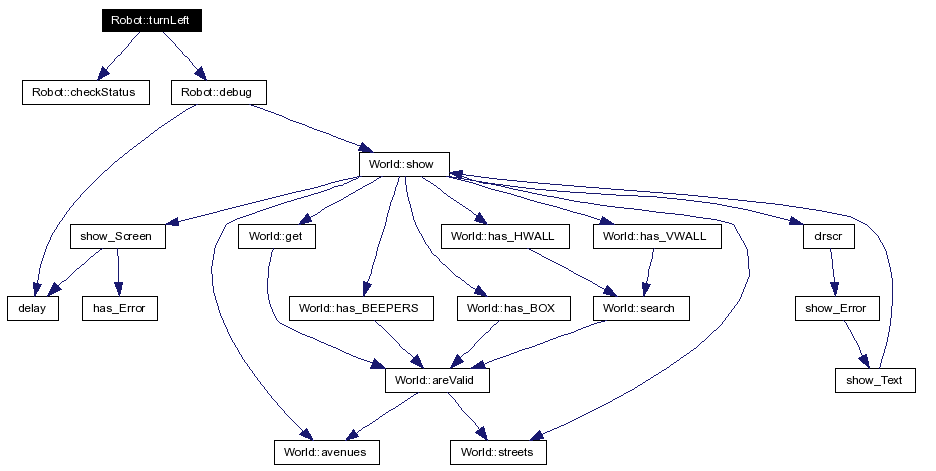 Robot::turnLeft
Robot::checkStatus
Robot::debug
World::show
show_Screen
World::get
World::has_HWALL
World::has_VWALL
clrscr
delay
has_Error
World::has_BEEPERS
World::has_BOX
World::search
show_Error
World::areValid
show_Text
World::avenues
World::streets